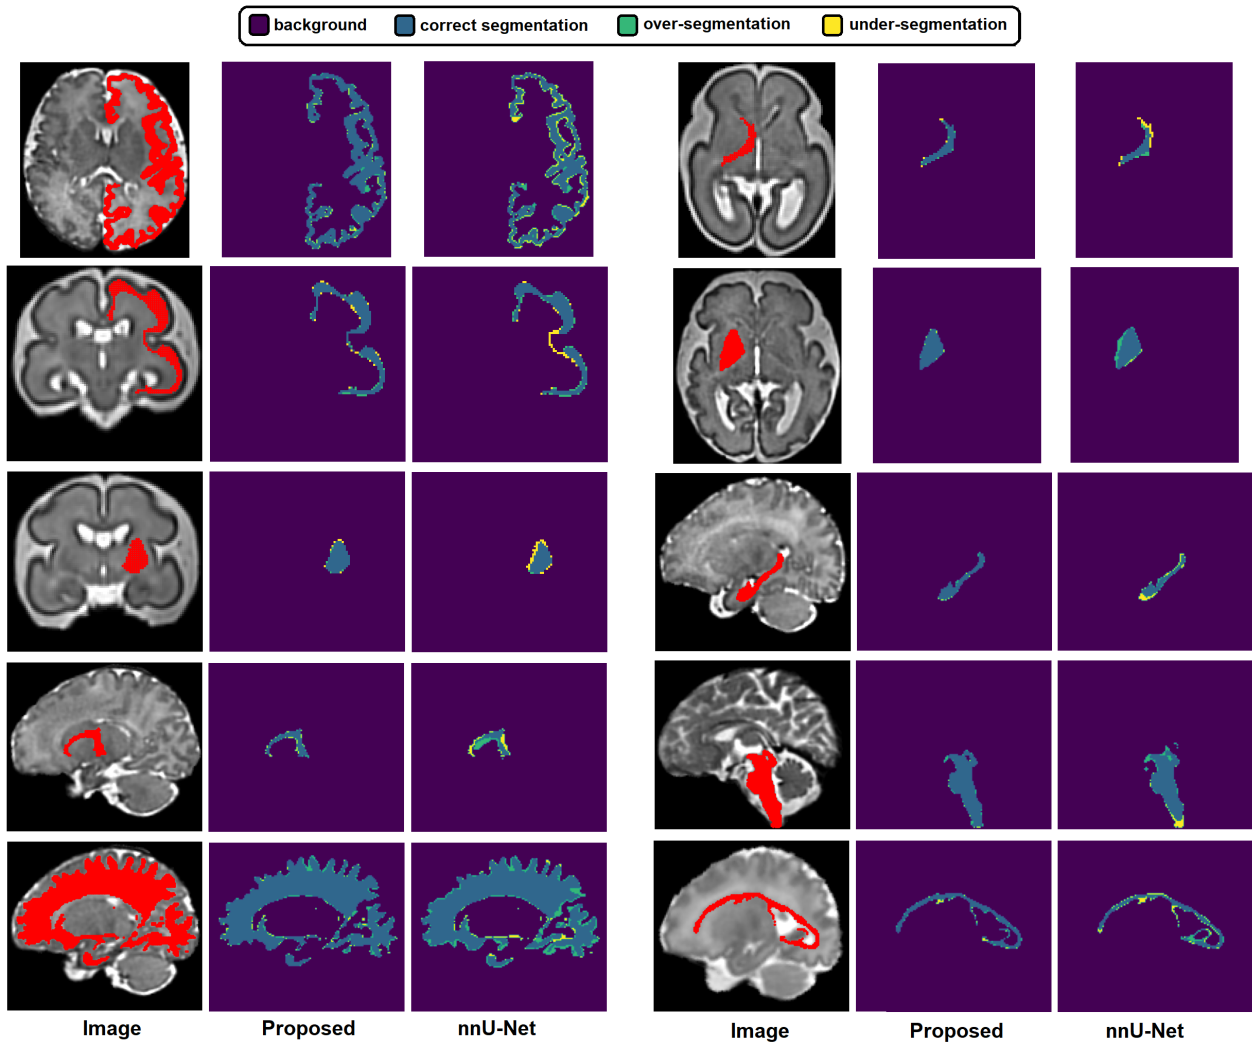 background correct segmentation over-segmentation under-segmentation
Image Proposed nnU-Net Image Proposed nnU-Net